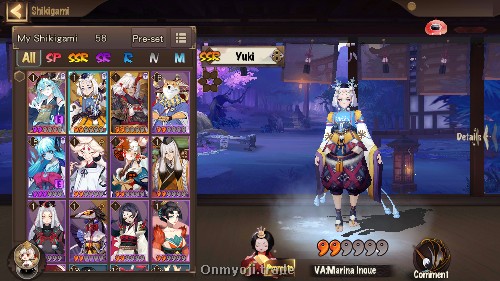 Shikigami
My Shikigami 58 Pre-set
All SP SSR SR R N M
SSR Yuki
Details
VA:Marina Inoue
Comment
Onmyoji.trade